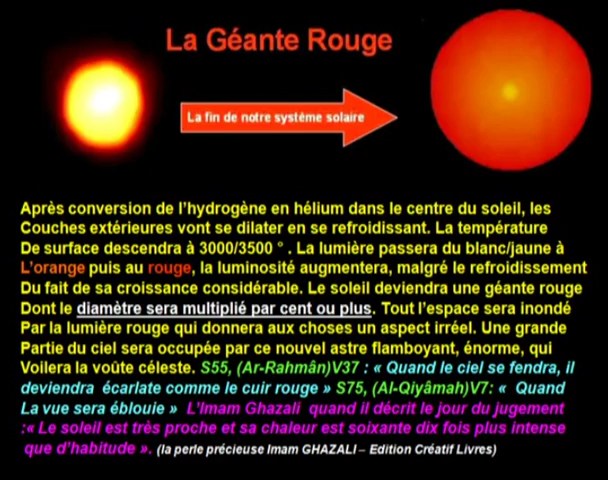 La Géante Rouge
La fin de notre système solaire
Après conversion de l'hydrogène en hélium dans le centre du soleil, les
Couches extérieures vont se dilater en se refroidissant. La température
De surface descendra à 3000/3500 ° . La lumière passera du blanc/jaune à
L'orange puis au rouge, la luminosité augmentera, malgré le refroidissement
Du fait de sa croissance considérable. Le soleil deviendra une géante rouge
Dont le diamètre sera multiplié par cent ou plus. Tout l'espace sera inondé
Par la lumière rouge qui donnera aux choses un aspect irréel. Une grande
Partie du ciel sera occupée par ce nouvel astre flamboyant, énorme, qui
Voilera la voûte céleste. S55, (Ar-Rahmân)V37 : « Quand le ciel se fendra, il
deviendra écarlate comme le cuir rouge » S75, (Al-Qiyâmah)V7: « Quand
La vue sera éblouie » L'Imam Ghazali quand il décrit le jour du jugement
:« Le soleil est très proche et sa chaleur est soixante dix fois plus intense
que d'habitude ». (la perle précieuse Imam GHAZALI – Edition Créatif Livres)